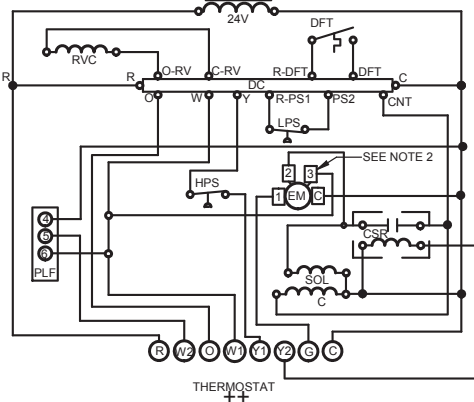 24V
DFT
RVC
O-RV
C-RV
R-DFT
DFT
R
R
DC
C
O
W
Y
R-PS1
PS2
CNT
LPS
SEE NOTE 2
HPS
2
3
1
EM
C
4
5
6
PLF
CSR
SOL
C
R
W2
O
W1
Y1
Y2
G
C
THERMOSTAT